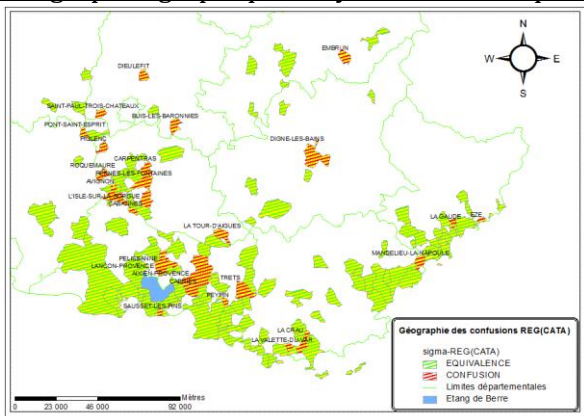 N
W E
S
EMBRUN
DIEULEFIT
SAINT-PAUL-TROIS-CHATEAUX
PONT-SAINT-ESPRIT
BUIS-LES-BARONNIES
PIOLENC
DIGNE-LES-BAINS
CARPENTRAS
ROQUEMAURE
PERNES-LES-FONTAINES
AVIGNON
L'ISLE-SUR-LA-SORGUE
CABANNES
LA GAUDE
EZE
LA TOUR-D'AIGUES
MANDELIEU-LA-NAPOULE
PELISSANNE
LANCON-PROVENCE
AIX-EN-PROVENCE
CABRIES
TRETS
PEYPIN
SAUSSET-LES-PINS
LA CRAU
LA VALETTE-DU-VAR
Géographie des confusions REG(CATA)
sigma-REG(CATA)
EQUIVALENCE
CONFUSION
Limites départementales
Etang de Berre
Mètres
0 23 000 46 000 92 000